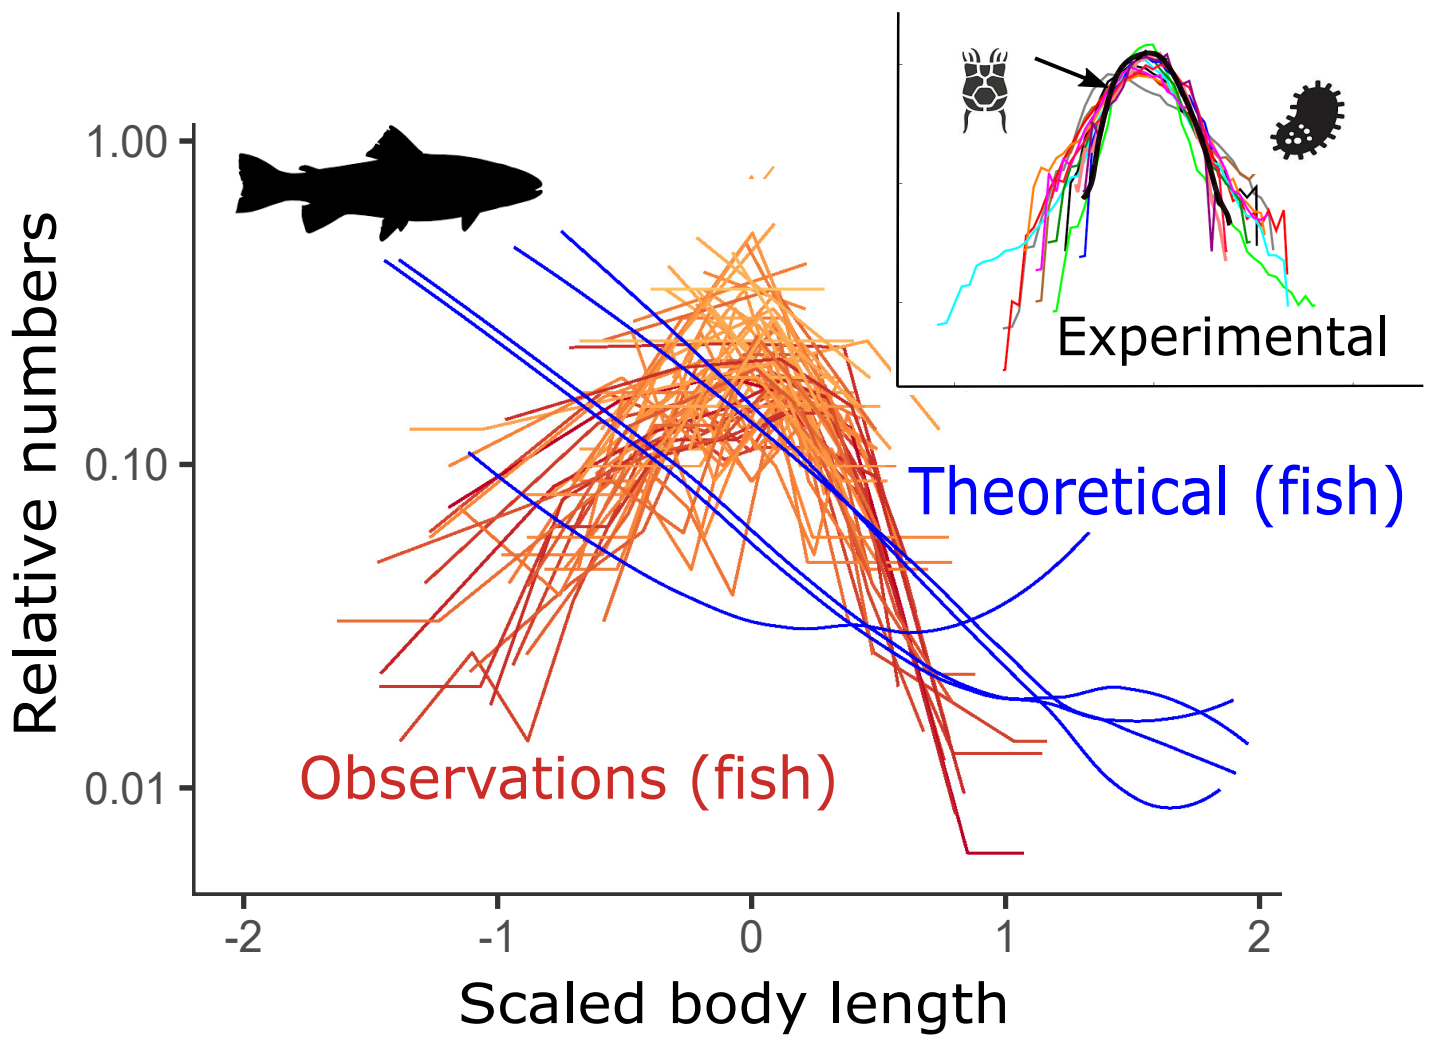 Relative numbers
1.00
0.10
0.01
Experimental
Theoretical (fish)
Observations (fish)
-2
-1
0
1
2
Scaled body length